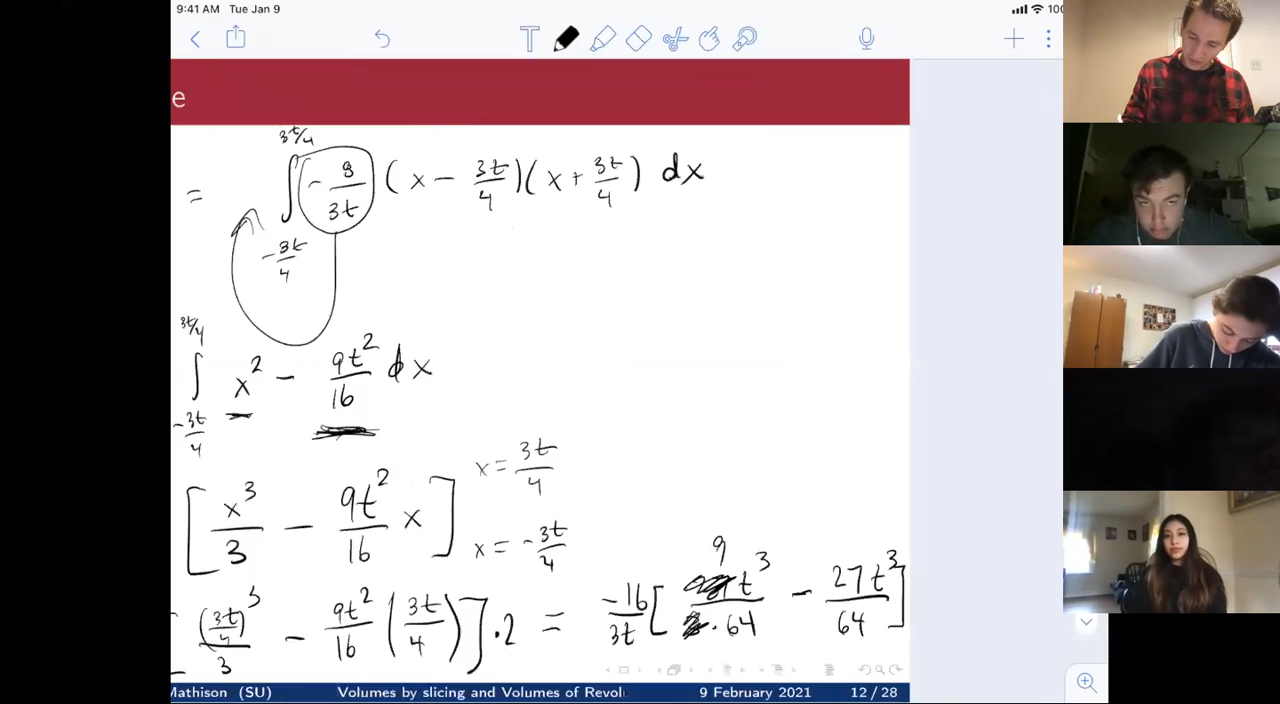 9:41 AM Tue Jan 9
100
T
e
= ∫_{-3t/4}^{3t/4} - 8/3t (x - 3t/4)(x + 3t/4) dx
∫_{-3t/4}^{3t/4} x² - 9t²/16 dx
[x³/3 - 9t²/16 x] x = 3t/4
x = -3t/4
(3t/4)³/3 - 9t²/16 (3t/4)] · 2 = -16/3t [9t³/64 - 27t³/64]
Mathison (SU) Volumes by slicing and Volumes of Revol 9 February 2021 12 / 28